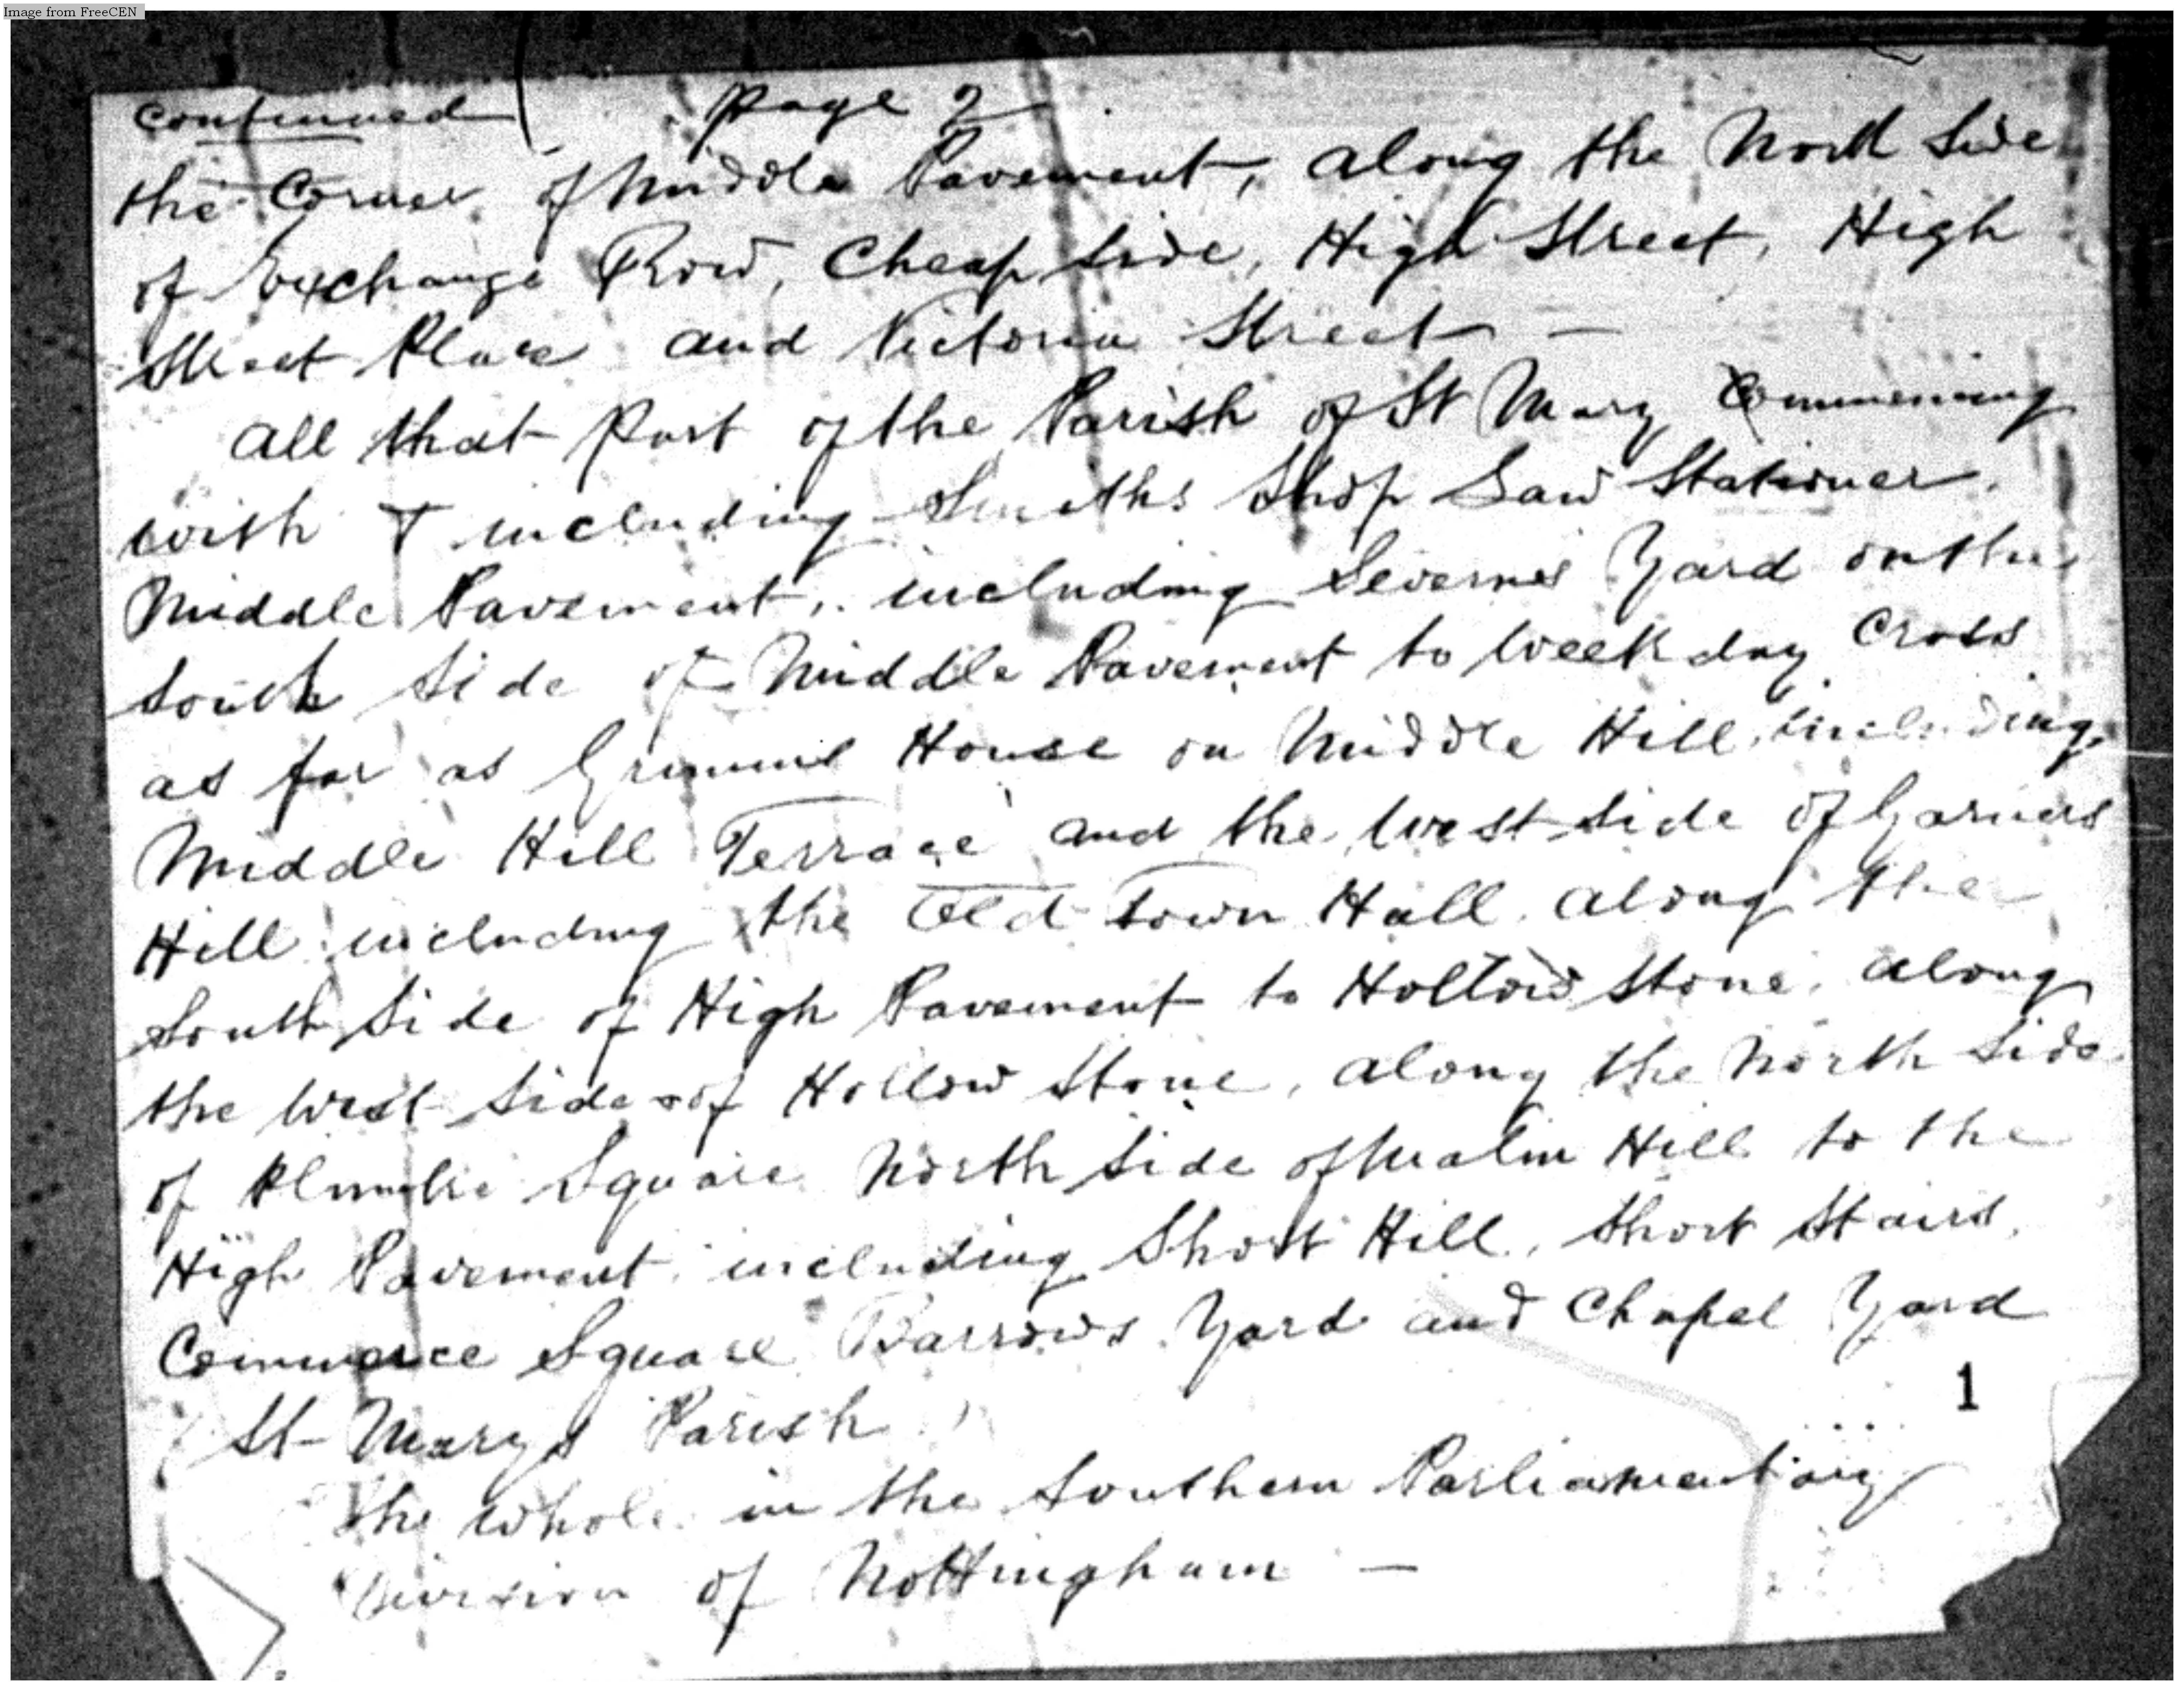 Image from FreeCEN
continued Page 2
the Corner of Middle Pavement, along the North Side
of Exchange Row, Cheapside, High Street, High
Street Place and Victoria Street —
All that Part of the Parish of St Mary Commencing
with & including Smiths Shop Law Stationer
Middle Pavement, including Severns Yard on the
South Side of Middle Pavement to Weekday Cross
as far as House on Middle Hill, including
Middle Hill Terrace and the West Side of Garners
Hill including the Old Town Hall along the
South Side of High Pavement to Hollow Stone, along
the West Side of Hollow Stone, along the North Side
of Plumbtre Square North Side of Malin Hill to the
High Pavement including Short Hill, Short Stairs,
Commerce Square Barrows Yard and Chapel Yard
St Marys Parish
The whole in the Southern Parliamentary
Division of Nottingham —
1